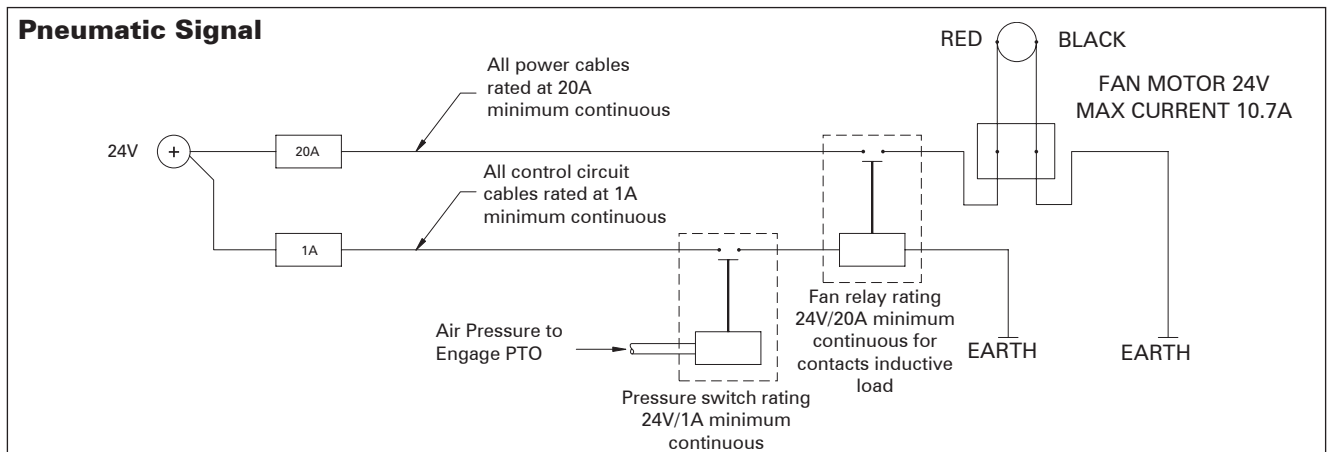 Pneumatic Signal
RED
BLACK
All power cables
rated at 20A
minimum continuous
FAN MOTOR 24V
MAX CURRENT 10.7A
24V
+
20A
All control circuit
cables rated at 1A
minimum continuous
1A
Air Pressure to
Engage PTO
Fan relay rating
24V/20A minimum
continuous for
contacts inductive
load
EARTH
EARTH
Pressure switch rating
24V/1A minimum
continuous